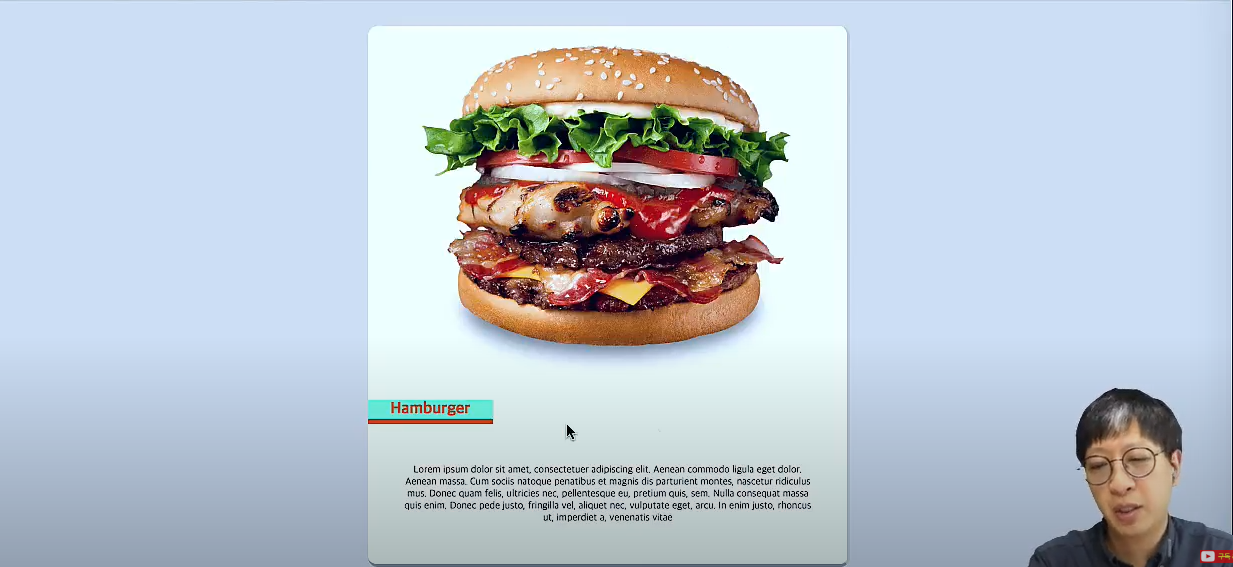 Hamburger
Lorem ipsum dolor sit amet, consectetuer adipiscing elit. Aenean commodo ligula eget dolor.
Aenean massa. Cum sociis natoque penatibus et magnis dis parturient montes, nascetur ridiculus
mus. Donec quam felis, ultricies nec, pellentesque eu, pretium quis, sem. Nulla consequat massa
quis enim. Donec pede justo, fringilla vel, aliquet nec, vulputate eget, arcu. In enim justo, rhoncus
ut, imperdiet a, venenatis vitae
구독